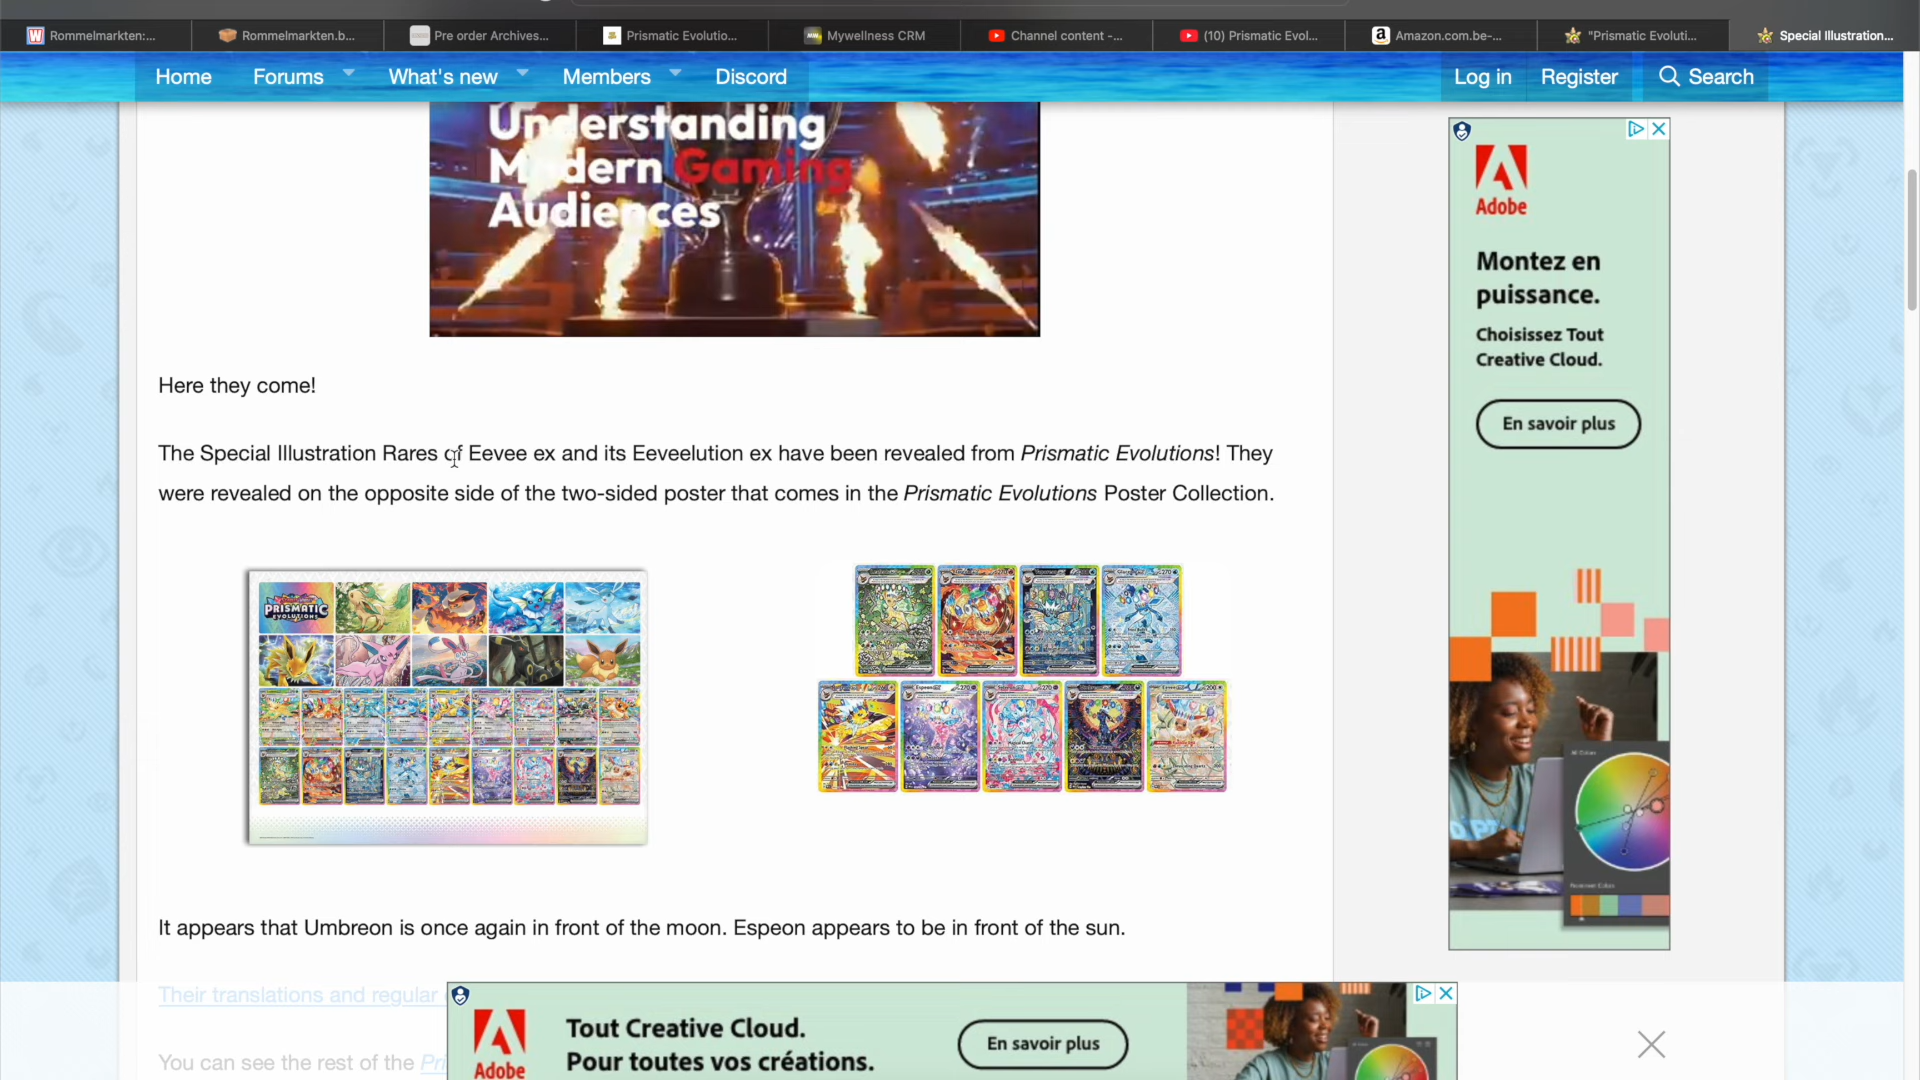 Rommelmarkten:...
Rommelmarkten.b...
Pre order Archives...
Prismatic Evolutio...
Mywellness CRM
Channel content -...
(10) Prismatic Evol...
Amazon.com.be-...
"Prismatic Evoluti...
Special Illustration...
Home
Forums
What's new
Members
Discord
Log in
Register
Search
Understanding
Modern Gaming
Audiences
Here they come!
The Special Illustration Rares of Eevee ex and its Eeveelution ex have been revealed from Prismatic Evolutions! They
were revealed on the opposite side of the two-sided poster that comes in the Prismatic Evolutions Poster Collection.
PRISMATIC
EVOLUTIONS
It appears that Umbreon is once again in front of the moon. Espeon appears to be in front of the sun.
Their translations and regular
You can see the rest of the Pri
Adobe
Montez en
puissance.
Choisissez Tout
Creative Cloud.
En savoir plus
Adobe
Tout Creative Cloud.
Pour toutes vos créations.
En savoir plus